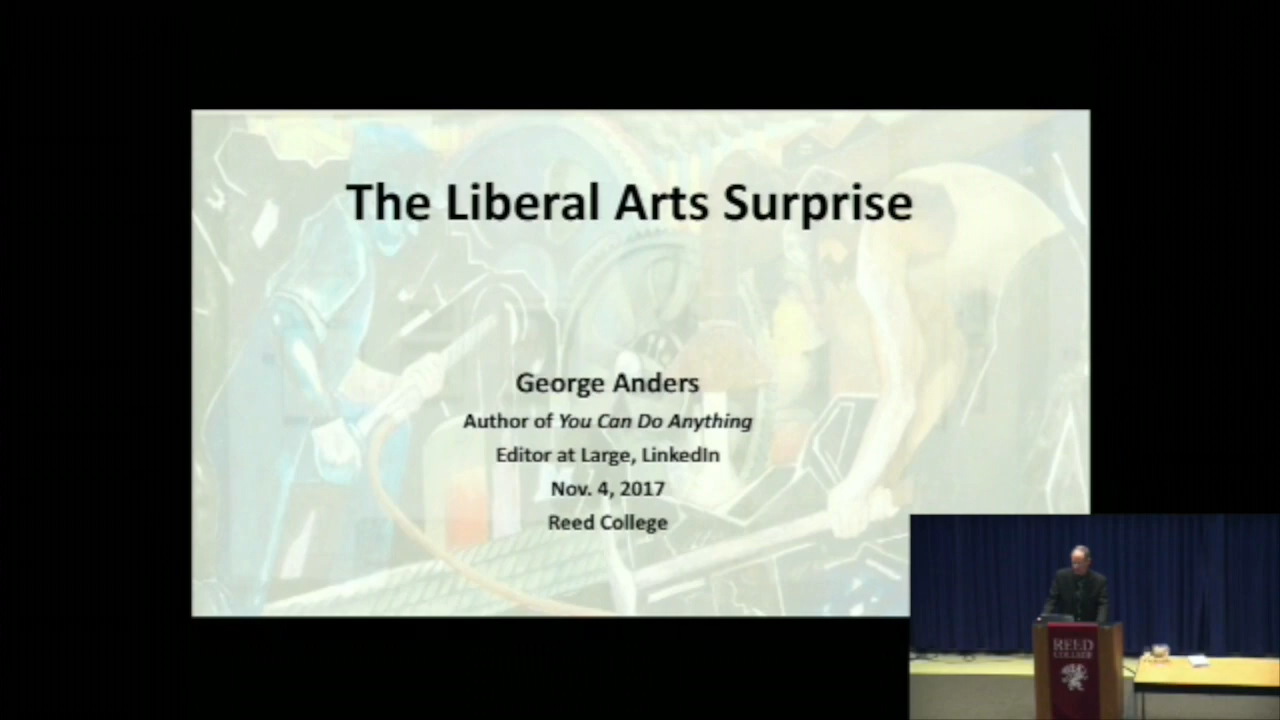 The Liberal Arts Surprise
George Anders
Author of You Can Do Anything
Editor at Large, LinkedIn
Nov. 4, 2017
Reed College
REED
COLLEGE